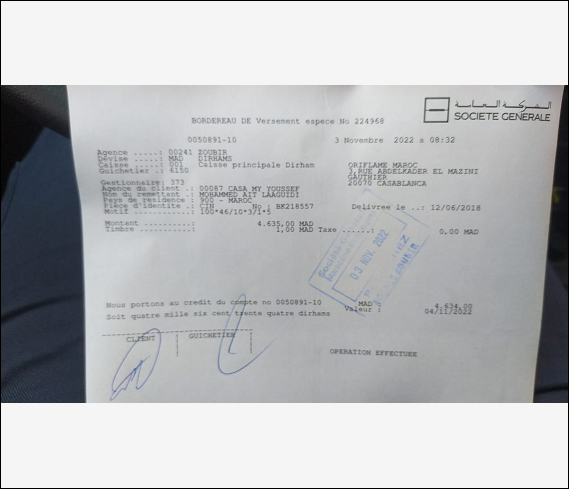 الشركة العامة
SOCIETE GENERALE
BORDEREAU DE Versement espece No 224968
0050891-10 3 Novembre 2022 a 08:32
Agence .....: 00241 ZOUBIR
Dévise .....: MAD DIRHAMS
Caisse .....: 001 Caisse principale Dirham ORIFLAME MAROC
Guichetier .: 6150 3,RUE ABDELKADER EL MAZINI
GAUTHIER
Gestionnaire: 373 20070 CASABLANCA
Agence du client .: 00087 CASA MY YOUSSEF
Nom du remettant .: MOHAMMED AIT LAAGUIDI
Pays de résidence : 900 - MAROC
Pièce d'identite .: CIN No : BK218557 Delivree le ..: 12/06/2018
Motif ............: 100*46/10*3/1*5
Montant ..........: 4.635,00 MAD
Timbre ...........: 1,00 MAD Taxe ......: 0.00 MAD
03 NOV. 2022
Nous portons au credit du compte no 0050891-10 MAD 4.634,00
Soit quatre mille six cent trente quatre dirhams Valeur : 04/11/2022
CLIENT GUICHETIER
OPERATION EFFECTUEE